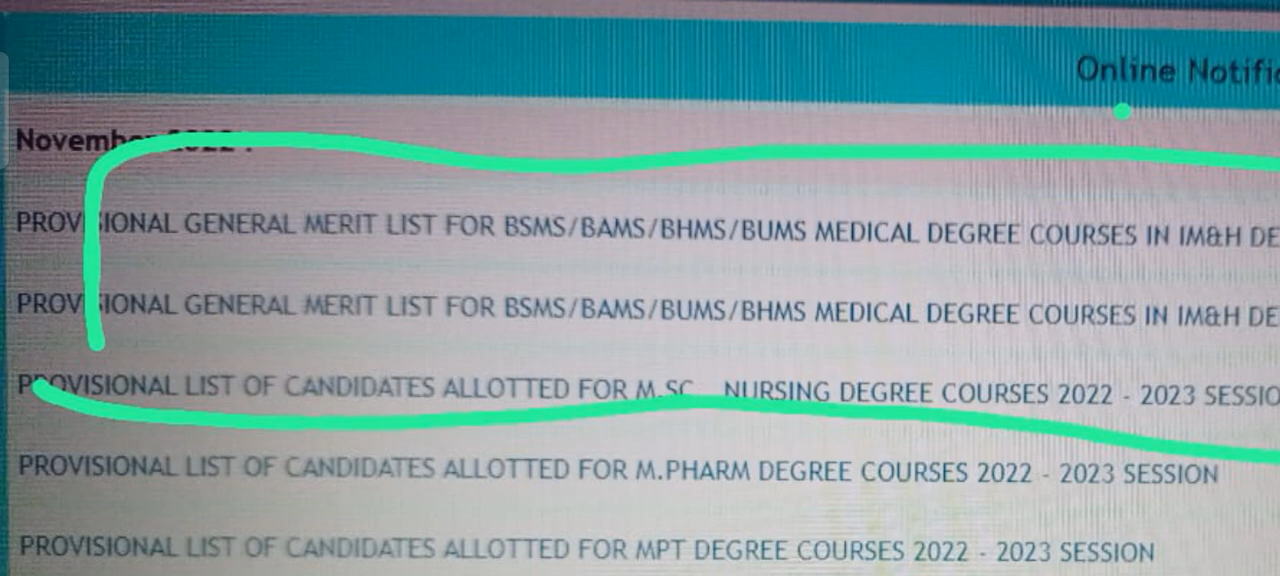 Online Notific
November 2022 :
PROVISIONAL GENERAL MERIT LIST FOR BSMS/BAMS/BHMS/BUMS MEDICAL DEGREE COURSES IN IM&H DE
PROVISIONAL GENERAL MERIT LIST FOR BSMS/BAMS/BUMS/BHMS MEDICAL DEGREE COURSES IN IM&H DE
PROVISIONAL LIST OF CANDIDATES ALLOTTED FOR M.SC NURSING DEGREE COURSES 2022 - 2023 SESSIO
PROVISIONAL LIST OF CANDIDATES ALLOTTED FOR M.PHARM DEGREE COURSES 2022 - 2023 SESSION
PROVISIONAL LIST OF CANDIDATES ALLOTTED FOR MPT DEGREE COURSES 2022 - 2023 SESSION